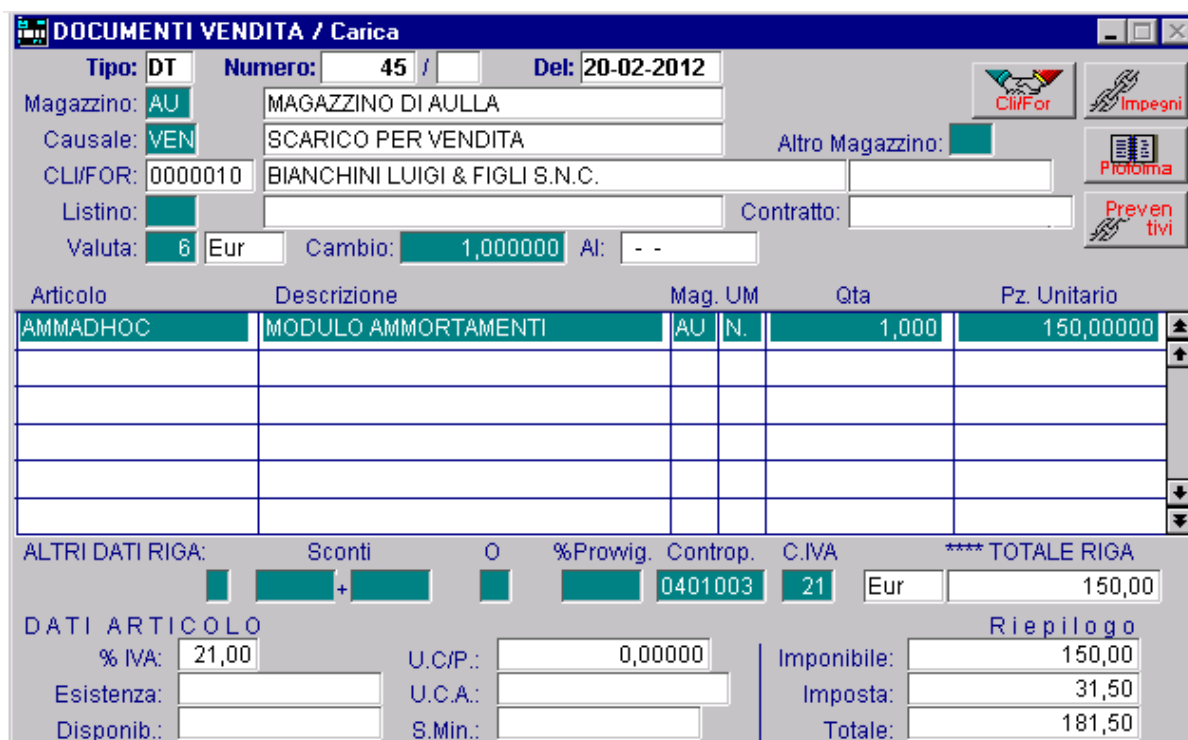 DOCUMENTI VENDITA / Carica
Tipo: DT Numero: 45 / Del: 20-02-2012
Magazzino: AU MAGAZZINO DI AULLA Cli/For Impegni
Causale: VEN SCARICO PER VENDITA Altro Magazzino:
CLI/FOR: 0000010 BIANCHINI LUIGI & FIGLI S.N.C. Proforma
Listino: Contratto: Preven
tivi
Valuta: 6 Eur Cambio: 1,000000 Al: - -
Articolo Descrizione Mag. UM Qta Pz. Unitario
AMMADHOC MODULO AMMORTAMENTI AU N. 1,000 150,00000
ALTRI DATI RIGA: Sconti O %Provvig. Controp. C.IVA **** TOTALE RIGA
+ 0401003 21 Eur 150,00
DATI ARTICOLO Riepilogo
% IVA: 21,00 U.C/P.: 0,00000 Imponibile: 150,00
Esistenza: U.C.A.: Imposta: 31,50
Disponib.: S.Min.: Totale: 181,50